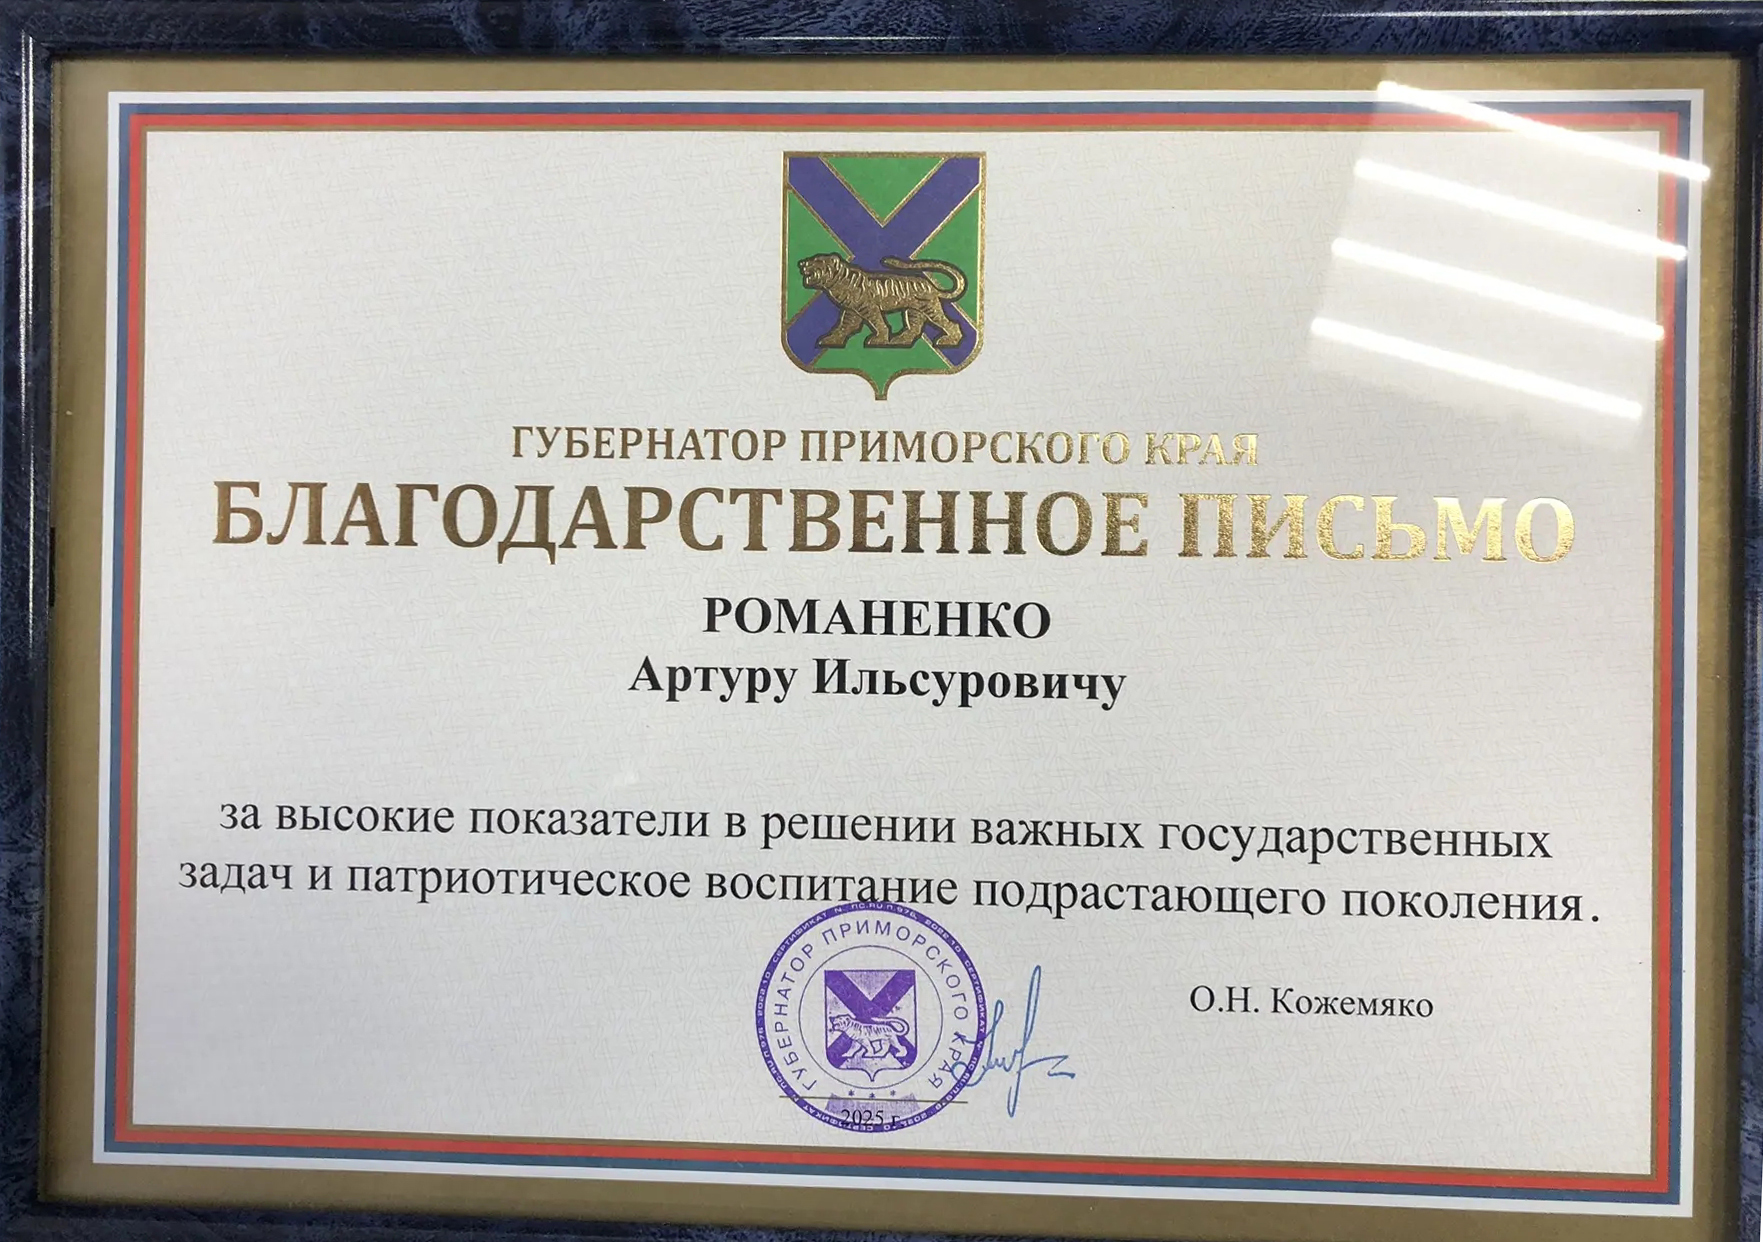 ГУБЕРНАТОР ПРИМОРСКОГО КРАЯ
БЛАГОДАРСТВЕННОЕ ПИСЬМО
РОМАНЕНКО
Артуру Ильсуровичу
за высокие показатели в решении важных государственных
задач и патриотическое воспитание подрастающего поколения.
ГУБЕРНАТОР ПРИМОРСКОГО КРАЯ
О.Н. Кожемяко
2025 г.